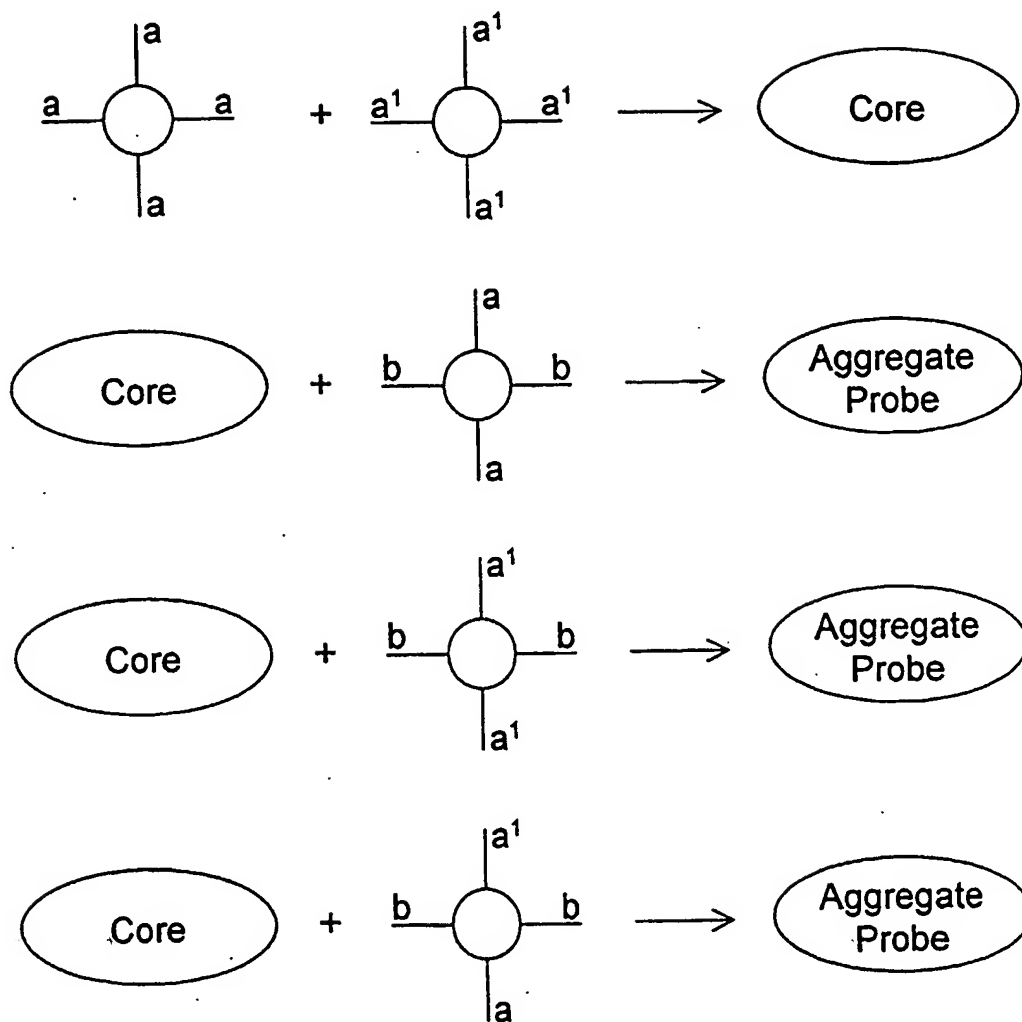 a a¹
a a + a¹ a¹ → Core
a a¹
a
Core + b b → Aggregate
Probe
a
a¹
Core + b b → Aggregate
Probe
a¹
a¹
Core + b b → Aggregate
Probe
a